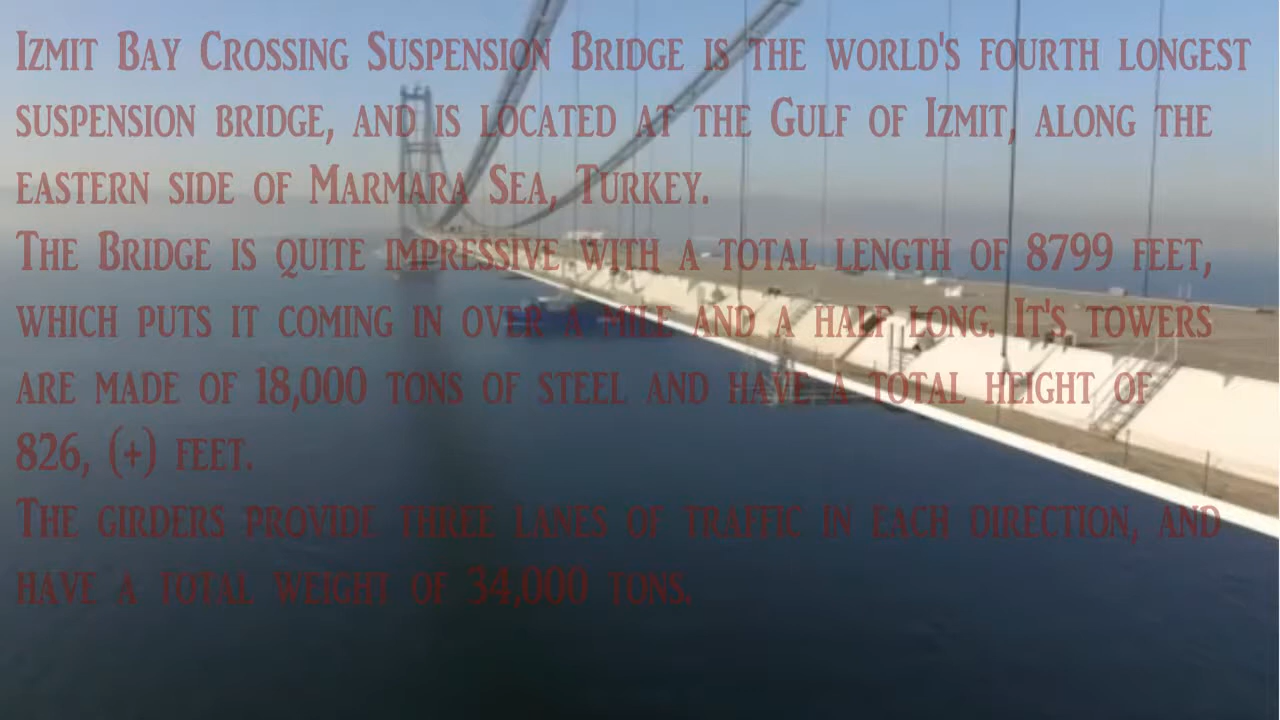 Izmit Bay Crossing Suspension Bridge is the world's fourth longest
suspension bridge, and is located at the Gulf of Izmit, along the
eastern side of Marmara Sea, Turkey.
The Bridge is quite impressive with a total length of 8799 feet,
which puts it coming in over a mile and a half long. It's towers
are made of 18,000 tons of steel and have a total height of
826, (+) feet.
The girders provide three lanes of traffic in each direction, and
have a total weight of 34,000 tons.